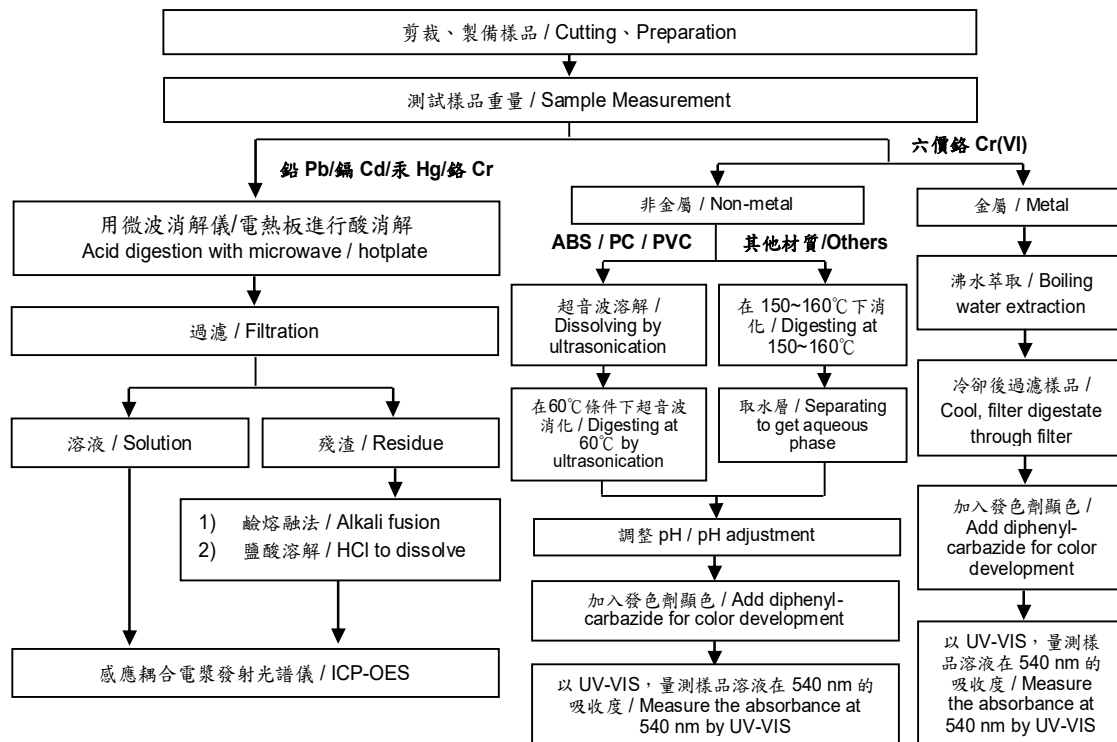 剪裁、製備樣品 / Cutting、Preparation
測試樣品重量 / Sample Measurement
鉛 Pb/鎘 Cd/汞 Hg/鉻 Cr
六價鉻 Cr(VI)
用微波消解儀/電熱板進行酸消解
Acid digestion with microwave / hotplate
過濾 / Filtration
溶液 / Solution
殘渣 / Residue
1) 鹼熔融法 / Alkali fusion
2) 鹽酸溶解 / HCl to dissolve
感應耦合電漿發射光譜儀 / ICP-OES
非金屬 / Non-metal
ABS / PC / PVC
其他材質/Others
超音波溶解 /
Dissolving by
ultrasonication
在60℃條件下超音波
消化 / Digesting at
60℃ by
ultrasonication
在 150~160℃下消
化 / Digesting at
150~160℃
取水層 / Separating
to get aqueous
phase
調整 pH / pH adjustment
加入發色劑顯色 / Add diphenyl-
carbazide for color development
以 UV-VIS，量測樣品溶液在 540 nm 的
吸收度 / Measure the absorbance at
540 nm by UV-VIS
金屬 / Metal
沸水萃取 / Boiling
water extraction
冷卻後過濾樣品 /
Cool, filter digestate
through filter
加入發色劑顯色 /
Add diphenyl-
carbazide for color
development
以 UV-VIS，量測樣
品溶液在 540 nm 的
吸收度 / Measure
the absorbance at
540 nm by UV-VIS